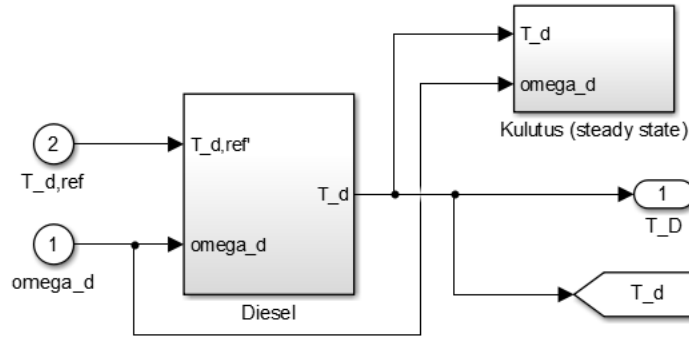 T_d
omega_d
Kulutus (steady state)
2
T_d,ref
T_d,ref'
T_d
1
omega_d
omega_d
Diesel
1
T_D
T_d